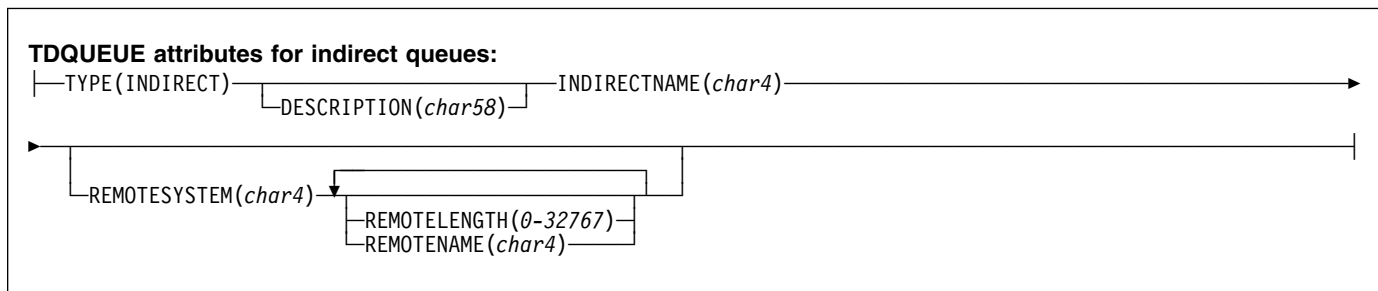 TDQUEUE attributes for indirect queues:
TYPE(INDIRECT) INDIRECTNAME(char4)
DESCRIPTION(char58)
REMOTESYSTEM(char4)
REMOTELENGTH(0-32767)
REMOTENAME(char4)